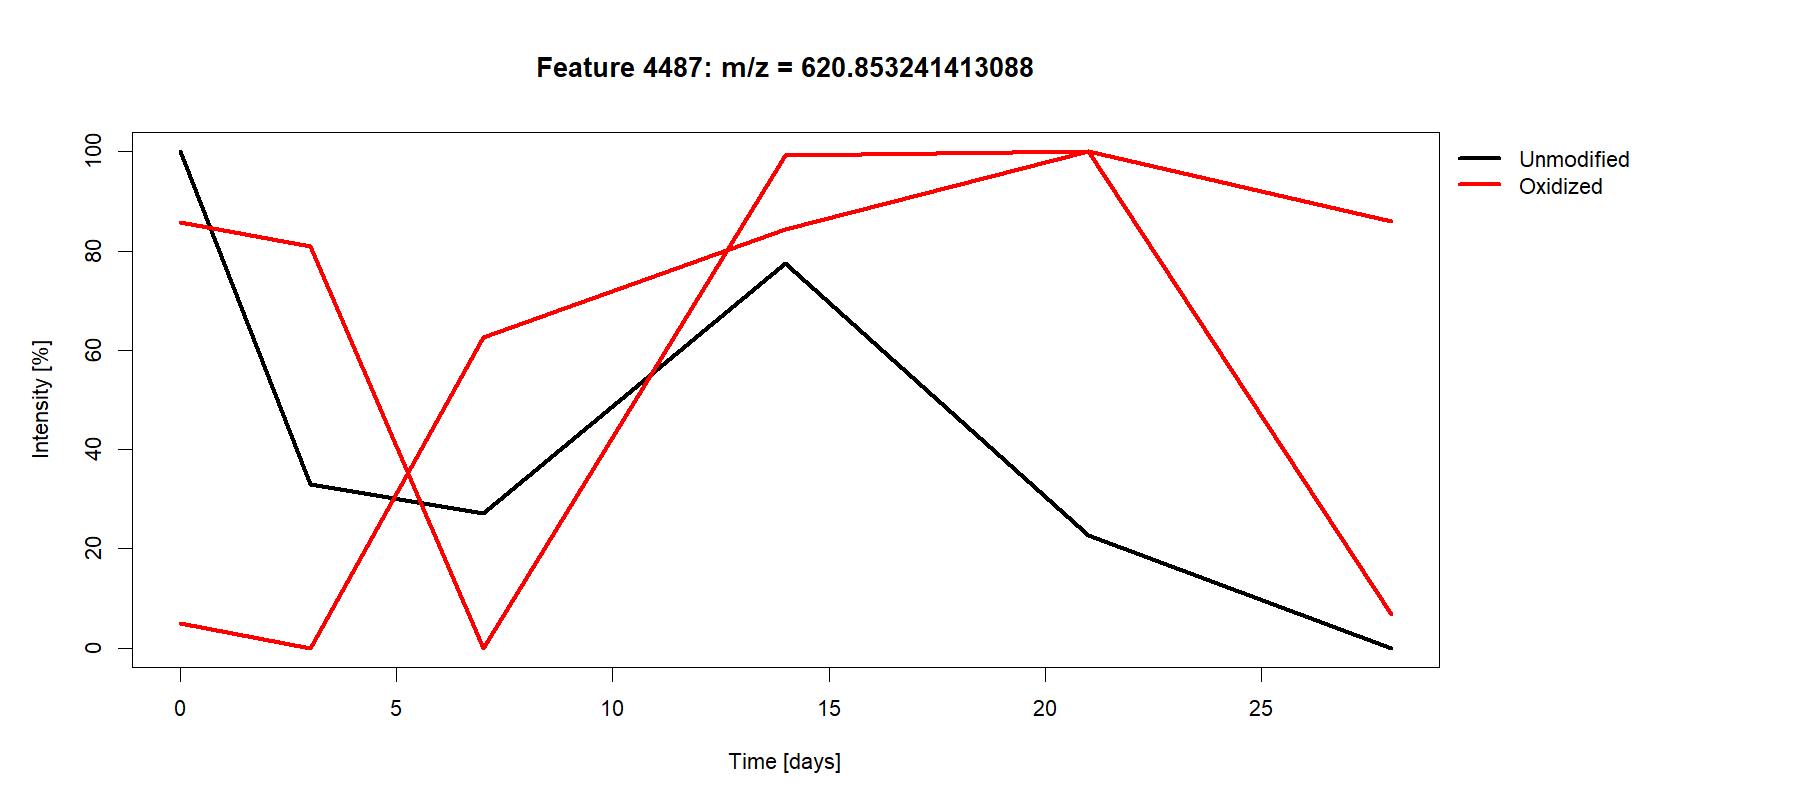 Feature 4487: m/z = 620.853241413088
Unmodified
Oxidized
100
80
60
40
20
0
Intensity [%]
0 5 10 15 20 25
Time [days]